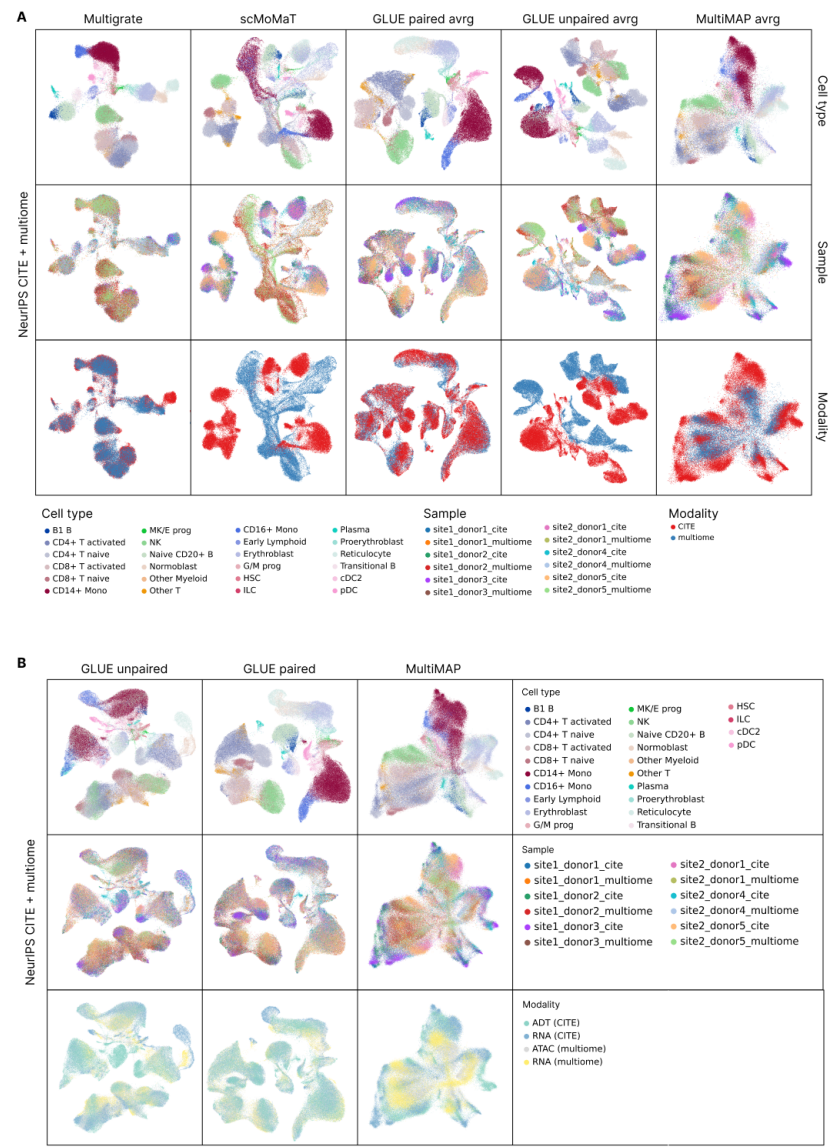 A
Multigrate
scMoMaT
GLUE paired avrg
GLUE unpaired avrg
MultiMAP avrg
Cell type
Sample
Modality
NeurIPS CITE + multiome
Cell type
B1 B
CD4+ T activated
CD4+ T naive
CD8+ T activated
CD8+ T naive
CD14+ Mono
MK/E prog
NK
Naive CD20+ B
Normoblast
Other Myeloid
Other T
CD16+ Mono
Early Lymphoid
Erythroblast
G/M prog
HSC
ILC
Plasma
Proerythroblast
Reticulocyte
Transitional B
cDC2
pDC
Sample
site1_donor1_cite
site1_donor1_multiome
site1_donor2_cite
site1_donor2_multiome
site1_donor3_cite
site1_donor3_multiome
site2_donor1_cite
site2_donor1_multiome
site2_donor4_cite
site2_donor4_multiome
site2_donor5_cite
site2_donor5_multiome
Modality
CITE
multiome
B
GLUE unpaired
GLUE paired
MultiMAP
NeurIPS CITE + multiome
Cell type
B1 B
CD4+ T activated
CD4+ T naive
CD8+ T activated
CD8+ T naive
CD14+ Mono
CD16+ Mono
Early Lymphoid
Erythroblast
G/M prog
MK/E prog
NK
Naive CD20+ B
Normoblast
Other Myeloid
Other T
Plasma
Proerythroblast
Reticulocyte
Transitional B
HSC
ILC
cDC2
pDC
Sample
site1_donor1_cite
site1_donor1_multiome
site1_donor2_cite
site1_donor2_multiome
site1_donor3_cite
site1_donor3_multiome
site2_donor1_cite
site2_donor1_multiome
site2_donor4_cite
site2_donor4_multiome
site2_donor5_cite
site2_donor5_multiome
Modality
ADT (CITE)
RNA (CITE)
ATAC (multiome)
RNA (multiome)